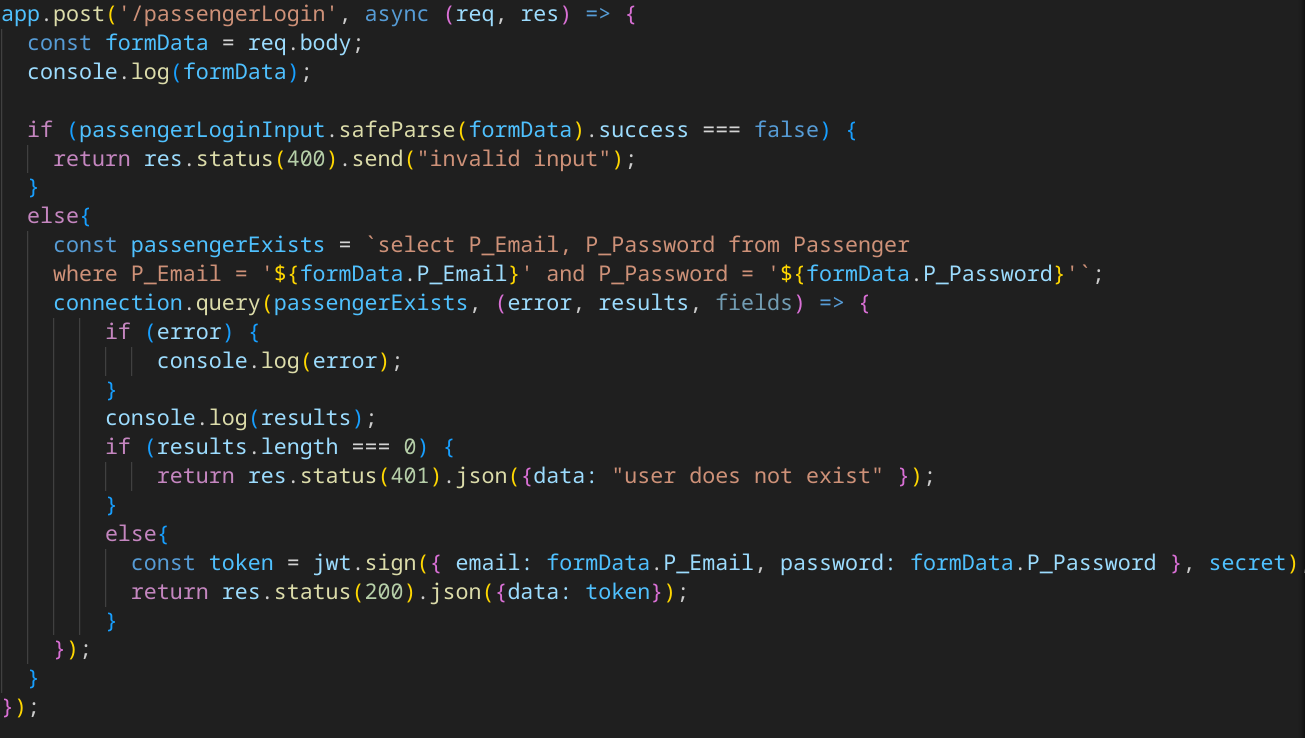 app.post('/passengerLogin', async (req, res) => {
  const formData = req.body;
  console.log(formData);

  if (passengerLoginInput.safeParse(formData).success === false) {
    return res.status(400).send("invalid input");
  }
  else{
    const passengerExists = `select P_Email, P_Password from Passenger
    where P_Email = '${formData.P_Email}' and P_Password = '${formData.P_Password}'`;
    connection.query(passengerExists, (error, results, fields) => {
        if (error) {
            console.log(error);
        }
        console.log(results);
        if (results.length === 0) {
            return res.status(401).json({data: "user does not exist" });
        }
        else{
          const token = jwt.sign({ email: formData.P_Email, password: formData.P_Password }, secret)
          return res.status(200).json({data: token});
        }
    });
  }
});